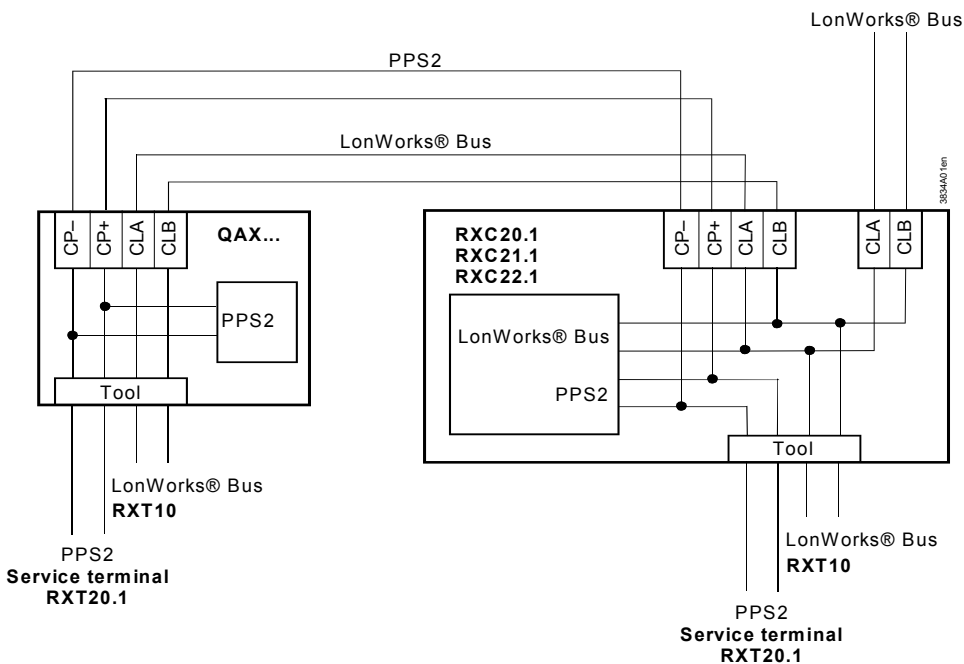 LonWorks® Bus
PPS2
LonWorks® Bus
3834A01en
CP–
CP+
CLA
CLB
QAX...
PPS2
Tool
LonWorks® Bus
RXT10
PPS2
Service terminal
RXT20.1
RXC20.1
RXC21.1
RXC22.1
CP–
CP+
CLA
CLB
CLA
CLB
LonWorks® Bus
PPS2
Tool
LonWorks® Bus
RXT10
PPS2
Service terminal
RXT20.1